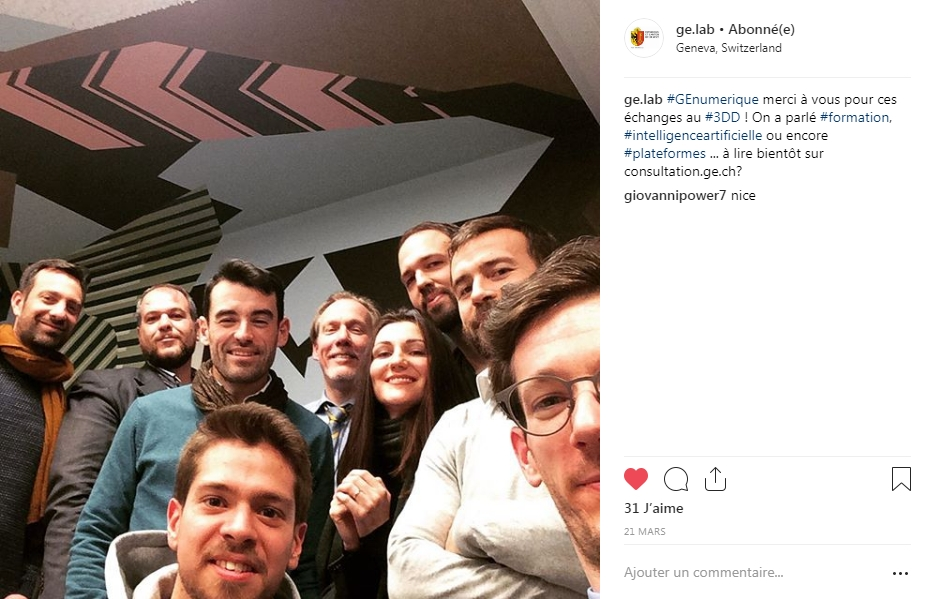 ge.lab • Abonné(e)
Geneva, Switzerland
ge.lab #GEnumerique merci à vous pour ces
échanges au #3DD ! On a parlé #formation,
#intelligenceartificielle ou encore
#plateformes ... à lire bientôt sur
consultation.ge.ch?
giovannipower7 nice
31 J’aime
21 MARS
Ajouter un commentaire...